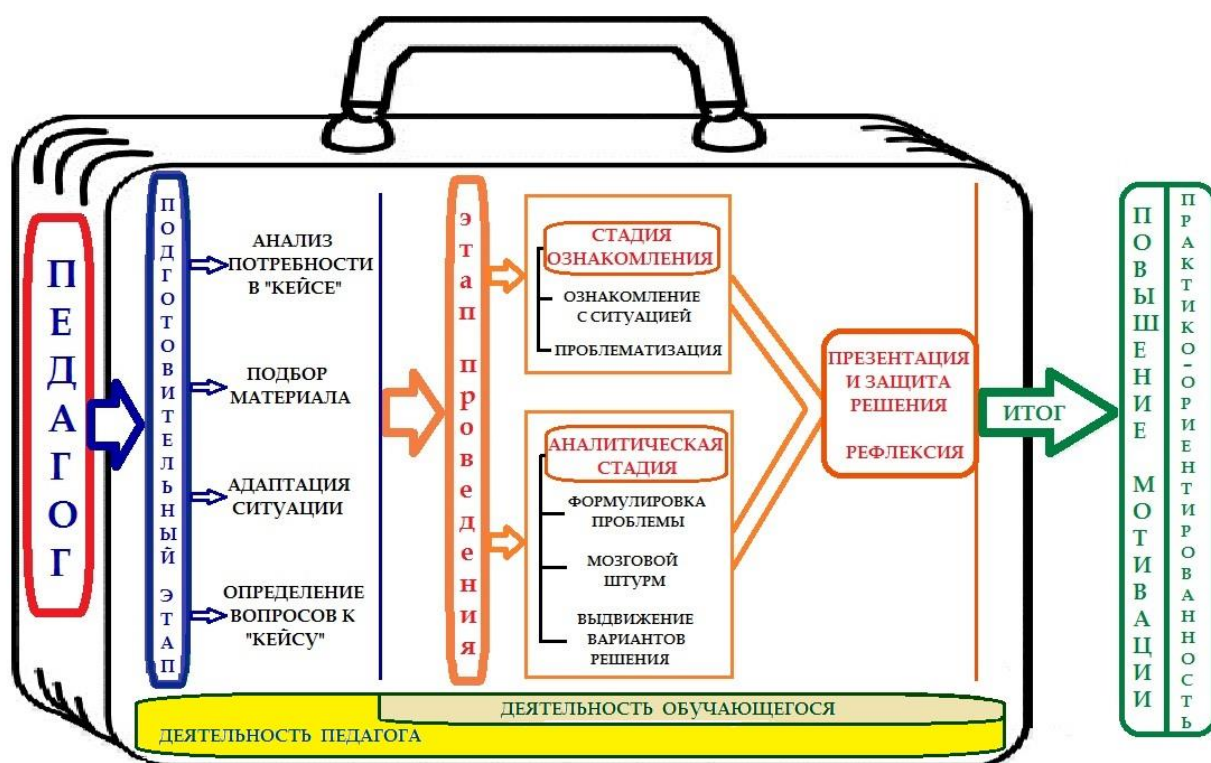 ПЕДАГОГ
ПОДГОТОВИТЕЛЬНЫЙ ЭТАП
АНАЛИЗ
ПОТРЕБНОСТИ
В "КЕЙСЕ"
ПОДБОР
МАТЕРИАЛА
АДАПТАЦИЯ
СИТУАЦИИ
ОПРЕДЕЛЕНИЕ
ВОПРОСОВ К
"КЕЙСУ"
этап проведения
СТАДИЯ
ОЗНАКОМЛЕНИЯ
ОЗНАКОМЛЕНИЕ
С СИТУАЦИЕЙ
ПРОБЛЕМАТИЗАЦИЯ
АНАЛИТИЧЕСКАЯ
СТАДИЯ
ФОРМУЛИРОВКА
ПРОБЛЕМЫ
МОЗГОВОЙ
ШТУРМ
ВЫДВИЖЕНИЕ
ВАРИАНТОВ
РЕШЕНИЯ
ПРЕЗЕНТАЦИЯ
И ЗАЩИТА
РЕШЕНИЯ
РЕФЛЕКСИЯ
ИТОГ
ПОВЫШЕНИЕ МОТИВАЦИИ
ПРАКТИКО-ОРИЕНТИРОВАННОСТЬ
ДЕЯТЕЛЬНОСТЬ ОБУЧАЮЩЕГОСЯ
ДЕЯТЕЛЬНОСТЬ ПЕДАГОГА